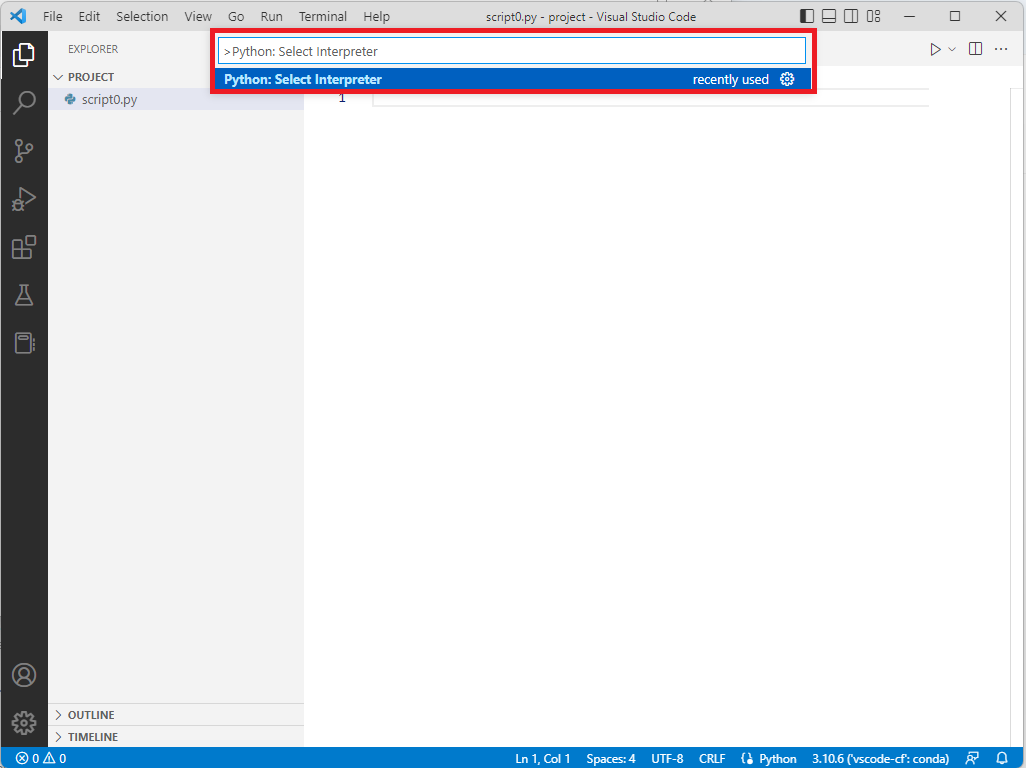 File Edit Selection View Go Run Terminal Help script0.py - project - Visual Studio Code
EXPLORER
>Python: Select Interpreter
Python: Select Interpreter recently used
PROJECT
script0.py
1
OUTLINE
TIMELINE
0 0 Ln 1, Col 1 Spaces: 4 UTF-8 CRLF Python 3.10.6 ('vscode-cf': conda)